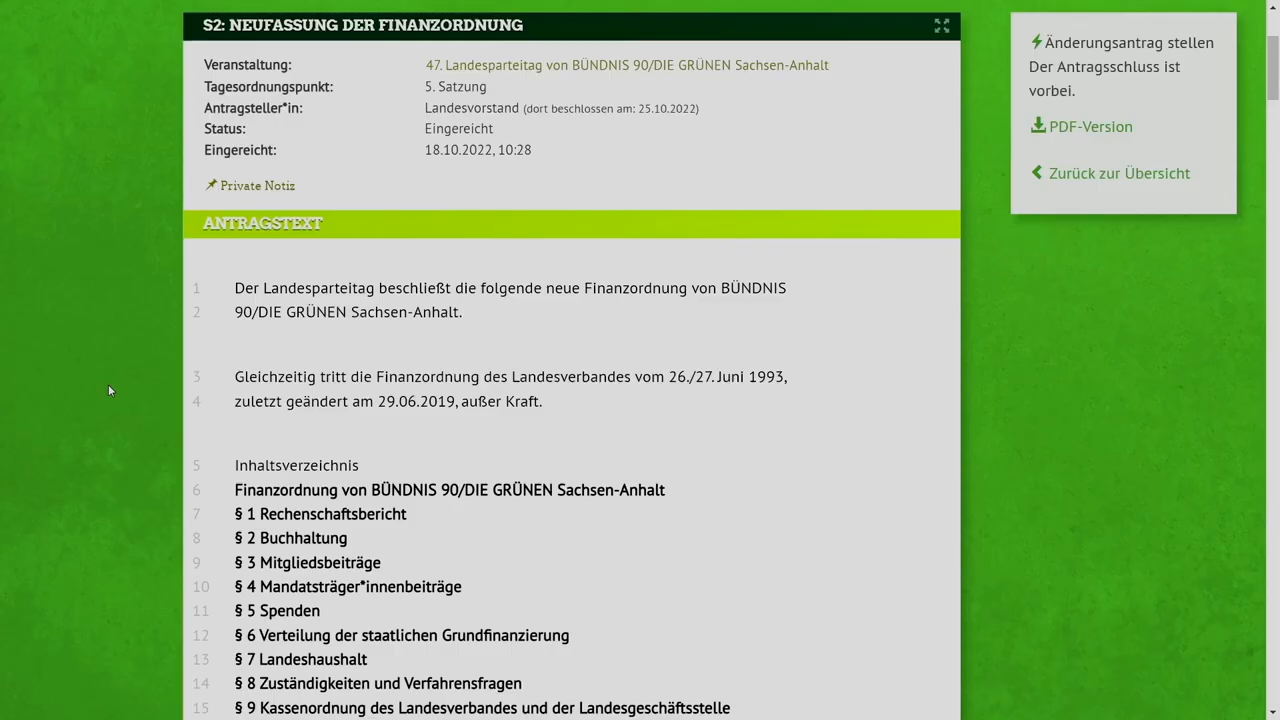 S2: NEUFASSUNG DER FINANZORDNUNG
Veranstaltung: 47. Landesparteitag von BÜNDNIS 90/DIE GRÜNEN Sachsen-Anhalt
Tagesordnungspunkt: 5. Satzung
Antragsteller*in: Landesvorstand (dort beschlossen am: 25.10.2022)
Status: Eingereicht
Eingereicht: 18.10.2022, 10:28
Private Notiz
ANTRAGSTEXT
1 Der Landesparteitag beschließt die folgende neue Finanzordnung von BÜNDNIS
2 90/DIE GRÜNEN Sachsen-Anhalt.
3 Gleichzeitig tritt die Finanzordnung des Landesverbandes vom 26./27. Juni 1993,
4 zuletzt geändert am 29.06.2019, außer Kraft.
5 Inhaltsverzeichnis
6 Finanzordnung von BÜNDNIS 90/DIE GRÜNEN Sachsen-Anhalt
7 § 1 Rechenschaftsbericht
8 § 2 Buchhaltung
9 § 3 Mitgliedsbeiträge
10 § 4 Mandatsträger*innenbeiträge
11 § 5 Spenden
12 § 6 Verteilung der staatlichen Grundfinanzierung
13 § 7 Landeshaushalt
14 § 8 Zuständigkeiten und Verfahrensfragen
15 § 9 Kassenordnung des Landesverbandes und der Landesgeschäftsstelle
Änderungsantrag stellen
Der Antragsschluss ist
vorbei.
PDF-Version
Zurück zur Übersicht